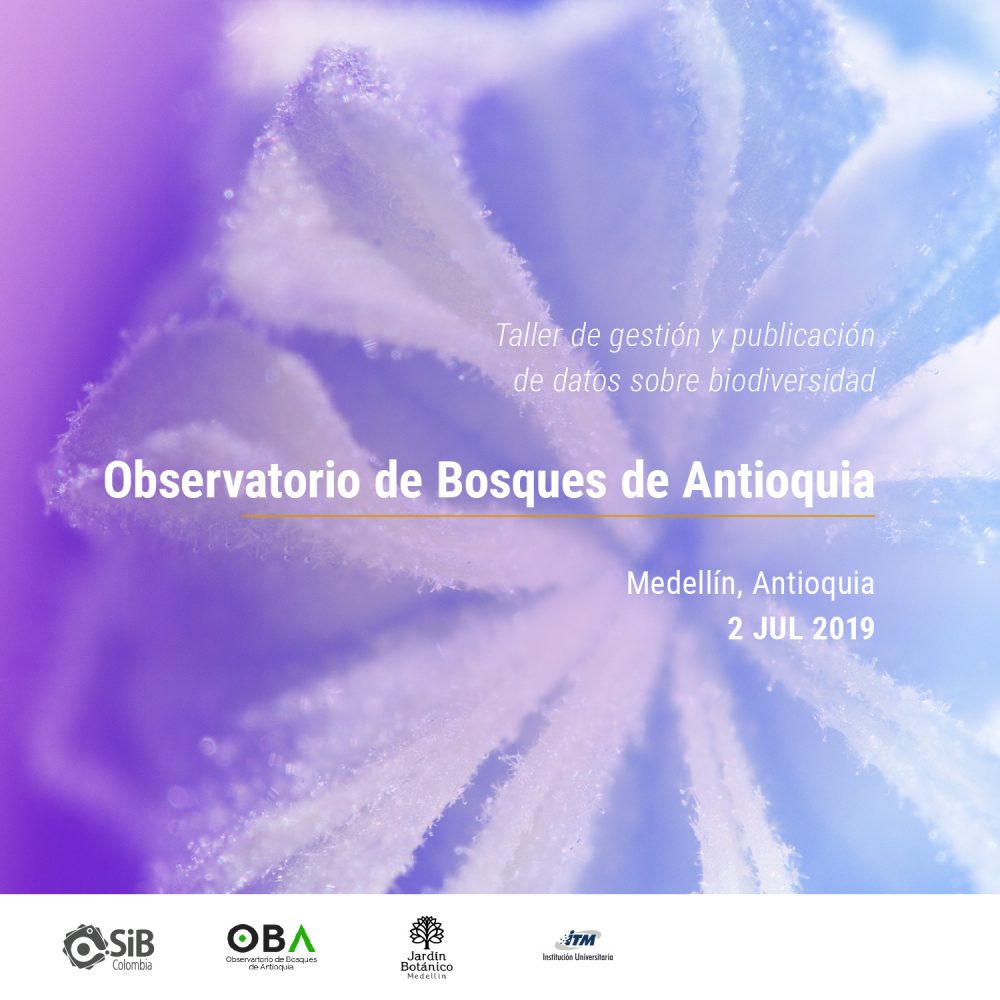 Taller de gestión y publicación
de datos sobre biodiversidad
Observatorio de Bosques de Antioquia
Medellín, Antioquia
2 JUL 2019
SiB
Colombia
OBA
Observatorio de Bosques
de Antioquia
Jardín
Botánico
Medellín
iTM
Institución Universitaria